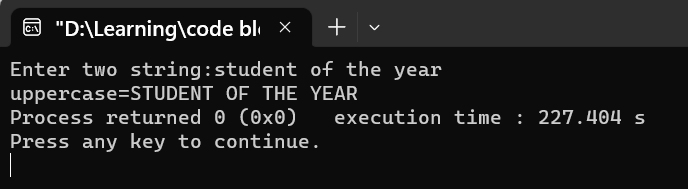 "D:\Learning\code blo
Enter two string:student of the year
uppercase=STUDENT OF THE YEAR
Process returned 0 (0x0)   execution time : 227.404 s
Press any key to continue.